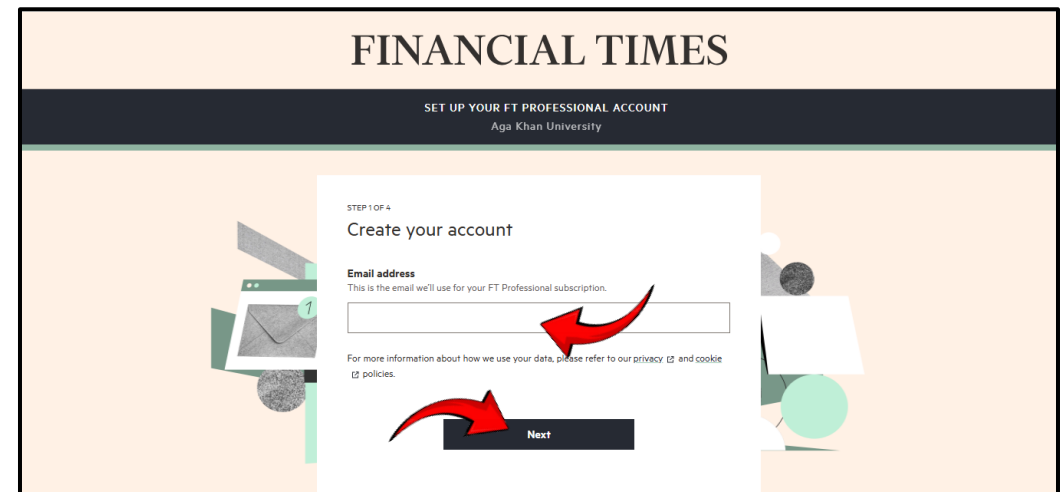 FINANCIAL TIMES
SET UP YOUR FT PROFESSIONAL ACCOUNT
Aga Khan University
STEP 1 OF 4
Create your account
Email address
This is the email we'll use for your FT Professional subscription.
1
For more information about how we use your data, please refer to our privacy and cookie
policies.
Next